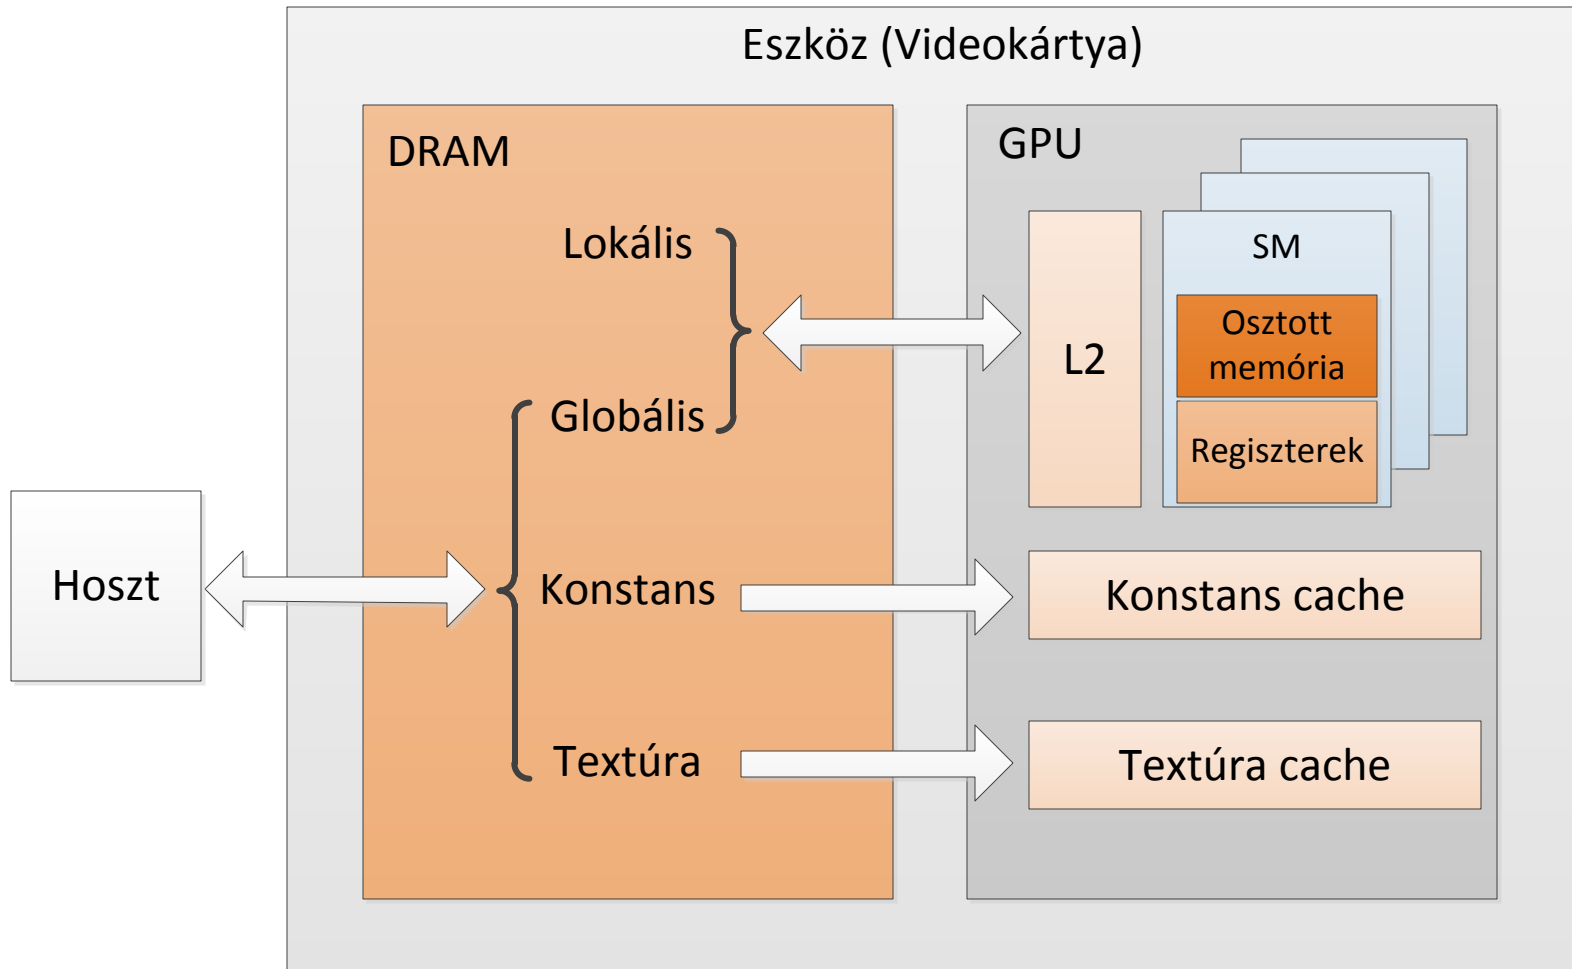 Eszköz (Videokártya)
DRAM
GPU
Lokális
Globális
Konstans
Textúra
Hoszt
L2
SM
Osztott
memória
Regiszterek
Konstans cache
Textúra cache